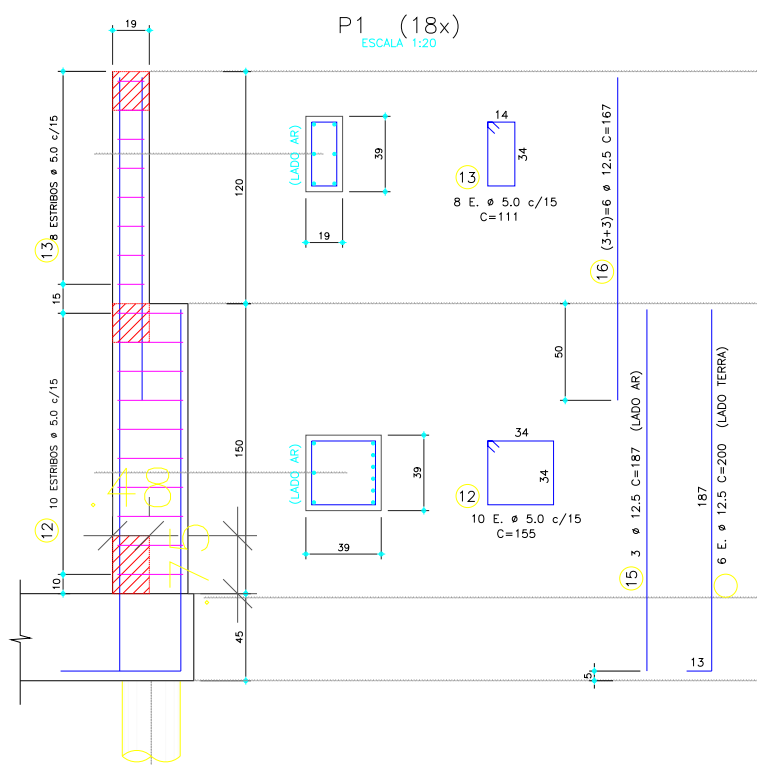 P1 (18x)
ESCALA 1:20
19
13
8 ESTRIBOS ø 5.0 c/15
15
12
10 ESTRIBOS ø 5.0 c/15
10
120
150
45
(LADO AR)
39
19
14
34
13
8 E. ø 5.0 c/15
C=111
(LADO AR)
39
39
34
34
12
10 E. ø 5.0 c/15
C=155
16
(3+3)=6 ø 12.5 C=167
50
15
3 ø 12.5 C=187 (LADO AR)
187
6 E. ø 12.5 C=200 (LADO TERRA)
13
5
48